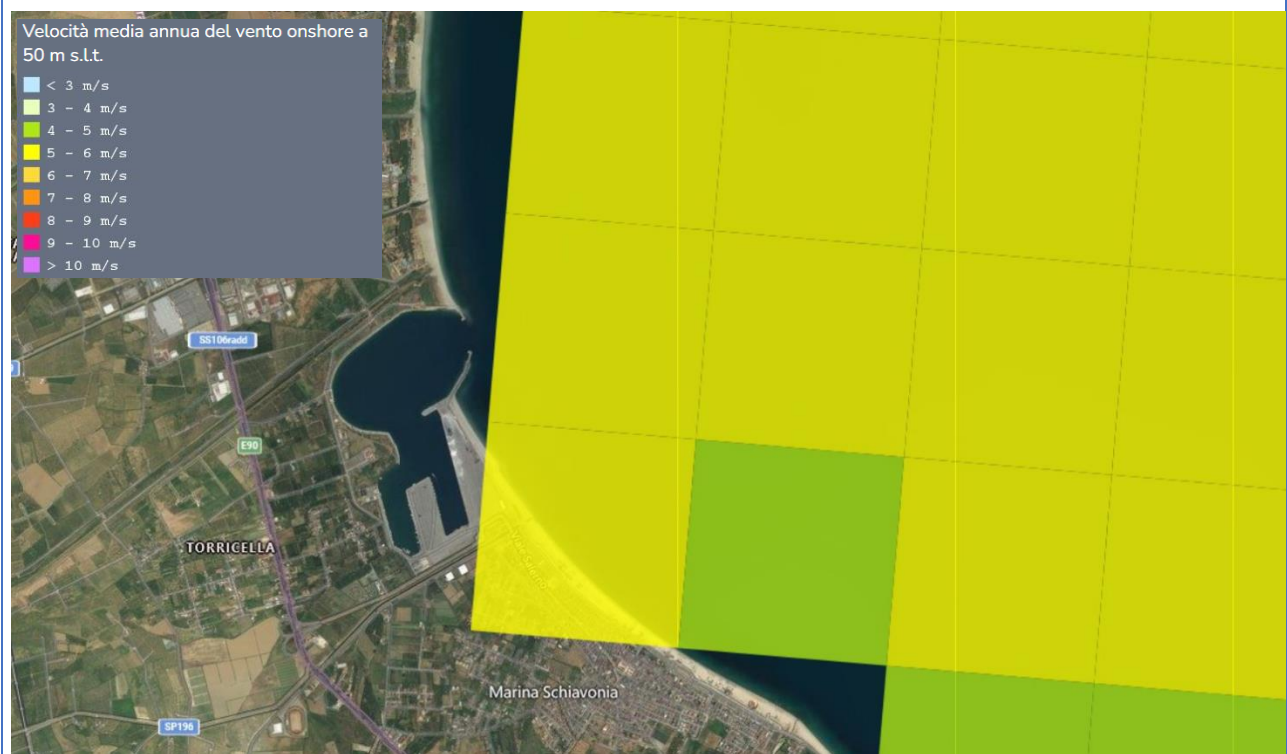 Velocità media annua del vento onshore a
50 m s.l.t.
< 3 m/s
3 - 4 m/s
4 - 5 m/s
5 - 6 m/s
6 - 7 m/s
7 - 8 m/s
8 - 9 m/s
9 - 10 m/s
> 10 m/s
SS106radd
E90
TORRICELLA
Marina Schiavonia
SP196